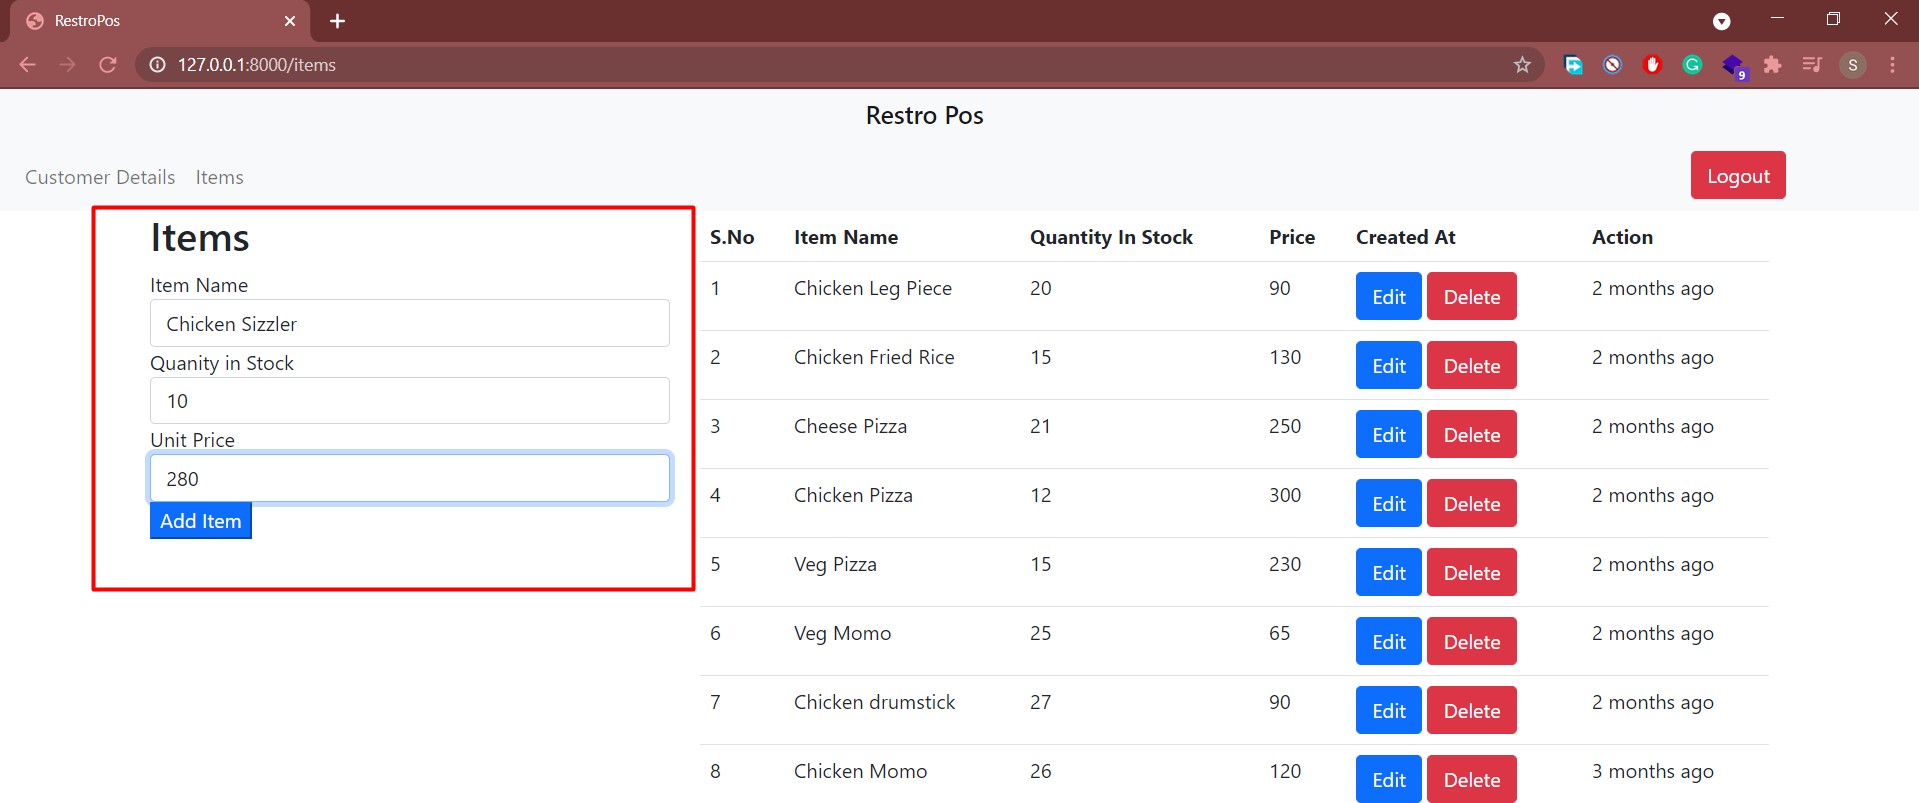 RestroPos
127.0.0.1:8000/items
9
S
Restro Pos
Customer Details Items
Logout
Items
Item Name
Chicken Sizzler
Quanity in Stock
10
Unit Price
280
Add Item
S.No Item Name Quantity In Stock Price Created At Action
1 Chicken Leg Piece 20 90 Edit Delete 2 months ago
2 Chicken Fried Rice 15 130 Edit Delete 2 months ago
3 Cheese Pizza 21 250 Edit Delete 2 months ago
4 Chicken Pizza 12 300 Edit Delete 2 months ago
5 Veg Pizza 15 230 Edit Delete 2 months ago
6 Veg Momo 25 65 Edit Delete 2 months ago
7 Chicken drumstick 27 90 Edit Delete 2 months ago
8 Chicken Momo 26 120 Edit Delete 3 months ago